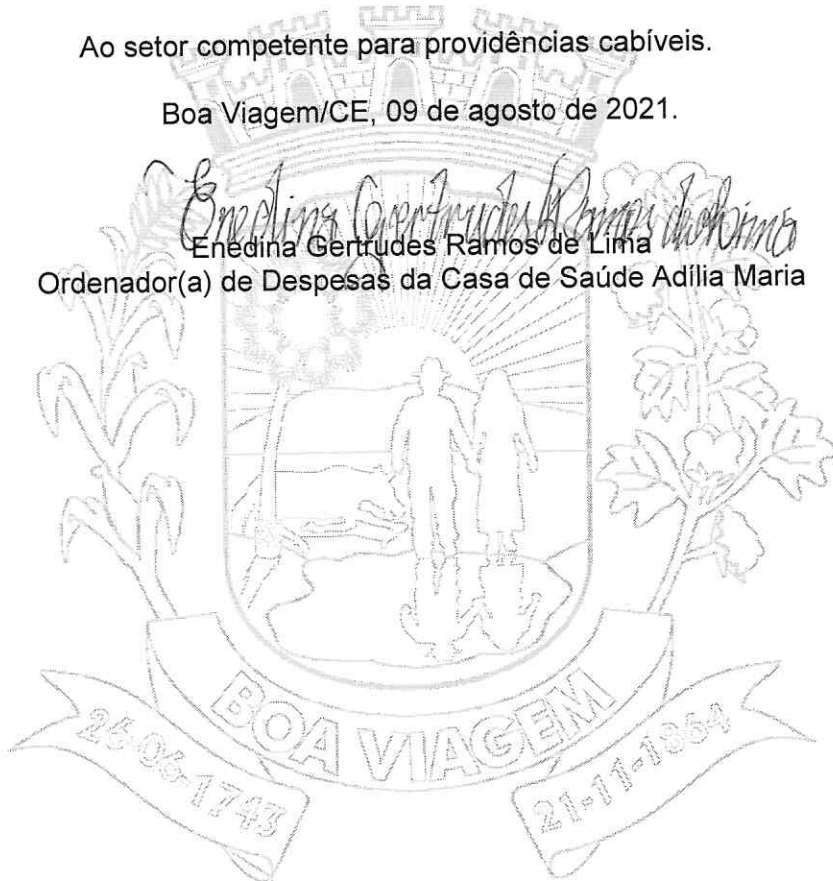 Ao setor competente para providências cabíveis.
Boa Viagem/CE, 09 de agosto de 2021.
Enedina Gertrudes Ramos de Lima
Enedina Gertrudes Ramos de Lima
Ordenador(a) de Despesas da Casa de Saúde Adília Maria
BOA VIAGEM
26-06-1743
21-11-1864